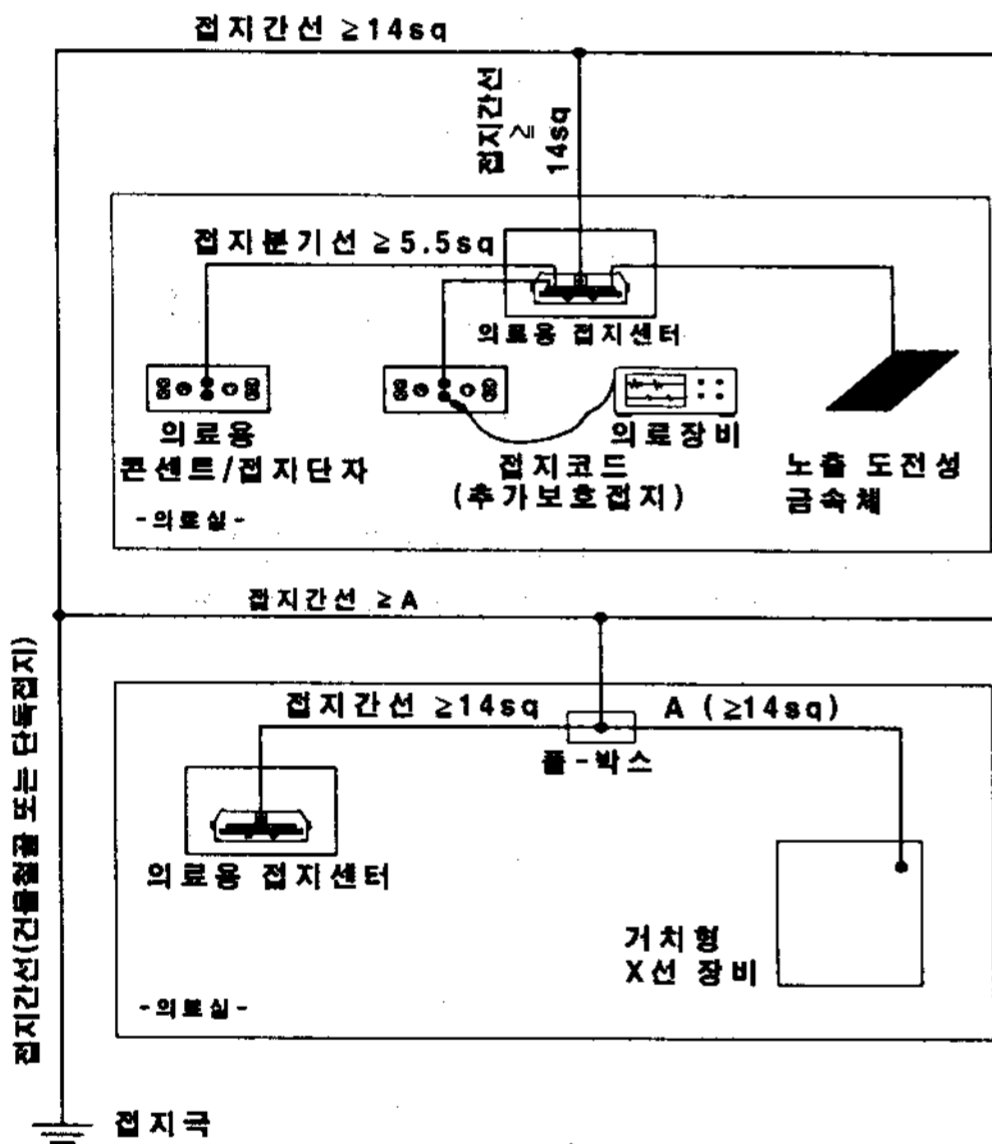 접지간선 ≥14sq
접지간선
≥
14sq
접지분기선 ≥5.5sq
의료용 접지센터
의료용
콘센트/접지단자
접지코드
(추가보호접지)
의료장비
노출 도전성
금속체
-의료실-
접지간선 ≥A
접지간선 ≥14sq
A (≥14sq)
풀-박스
의료용 접지센터
거치형
X선 장비
-의료실-
접지간선(건물철골 또는 단독접지)
접지극